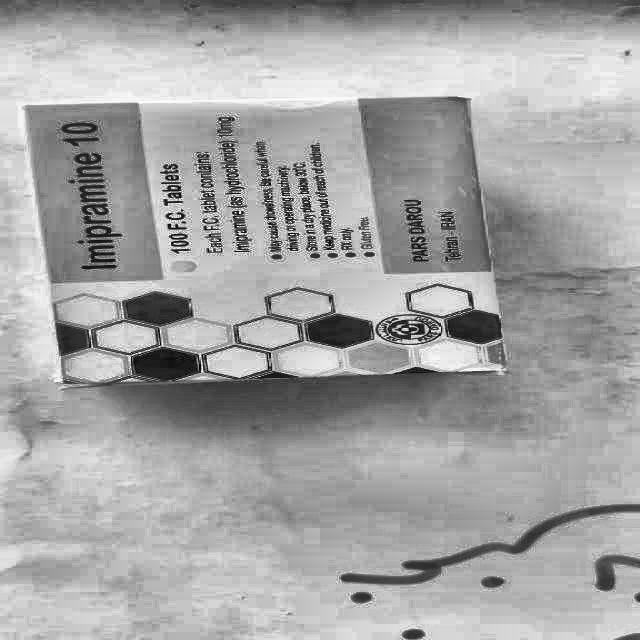 Imipramine 10
100 F.C. Tablets
Each F.C. tablet contains:
Imipramine (as hydrochloride) 10mg
● May cause drowsiness. Be careful when
driving or operating machinery.
● Store in a dry place, below 30°C.
● Keep medicine out of reach of children.
● RX only.
● Gluten Free.
PARS DAROU
Tehran - IRAN